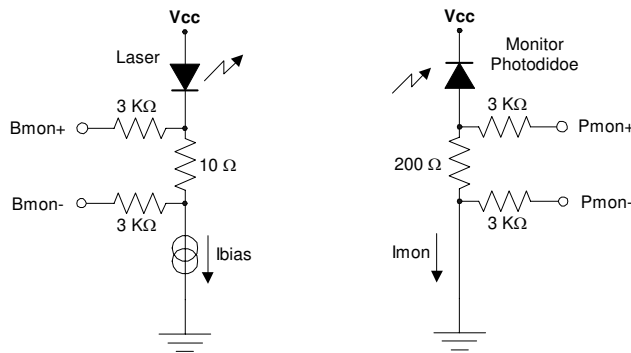 Vcc
Laser
3 KΩ
Bmon+
10 Ω
Bmon-
3 KΩ
Ibias
Vcc
Monitor
Photodidoe
3 KΩ
Pmon+
200 Ω
Pmon-
3 KΩ
Imon